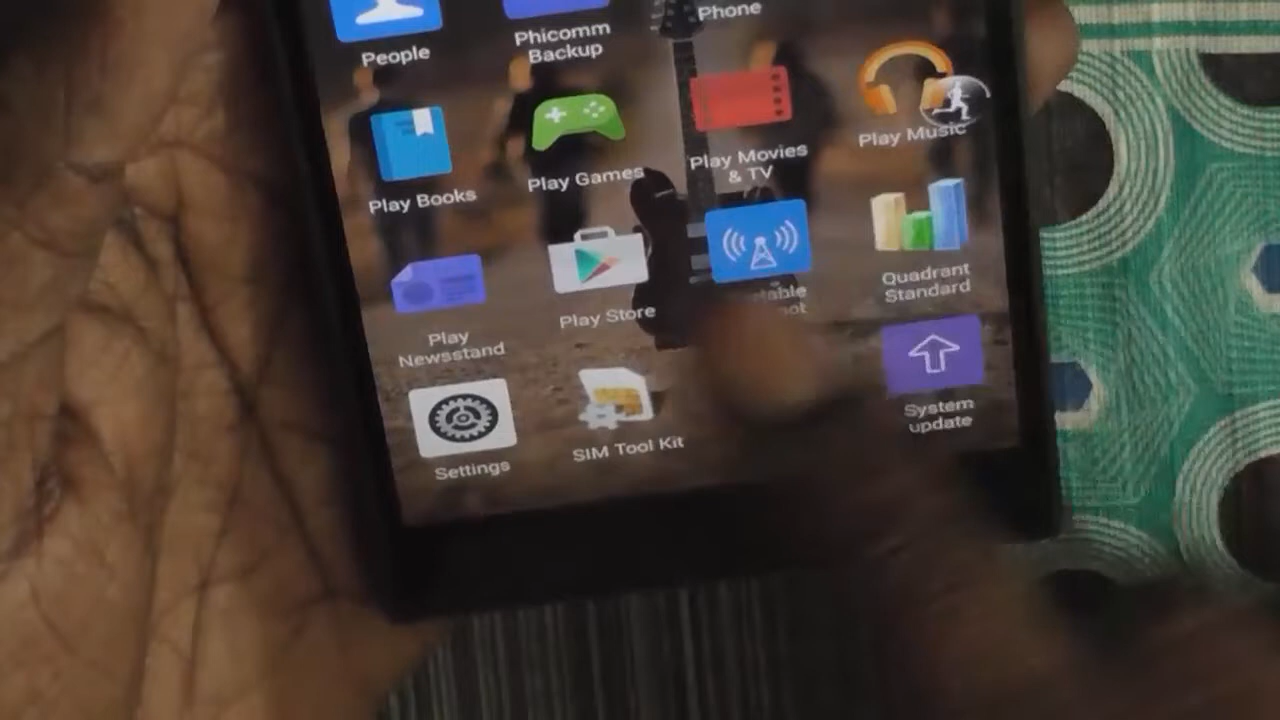 People
Phicomm
Backup
Phone
Play Books
Play Games
Play Movies
& TV
Play Music
Play
Newsstand
Play Store
Quadrant
Standard
Settings
SIM Tool Kit
System
update